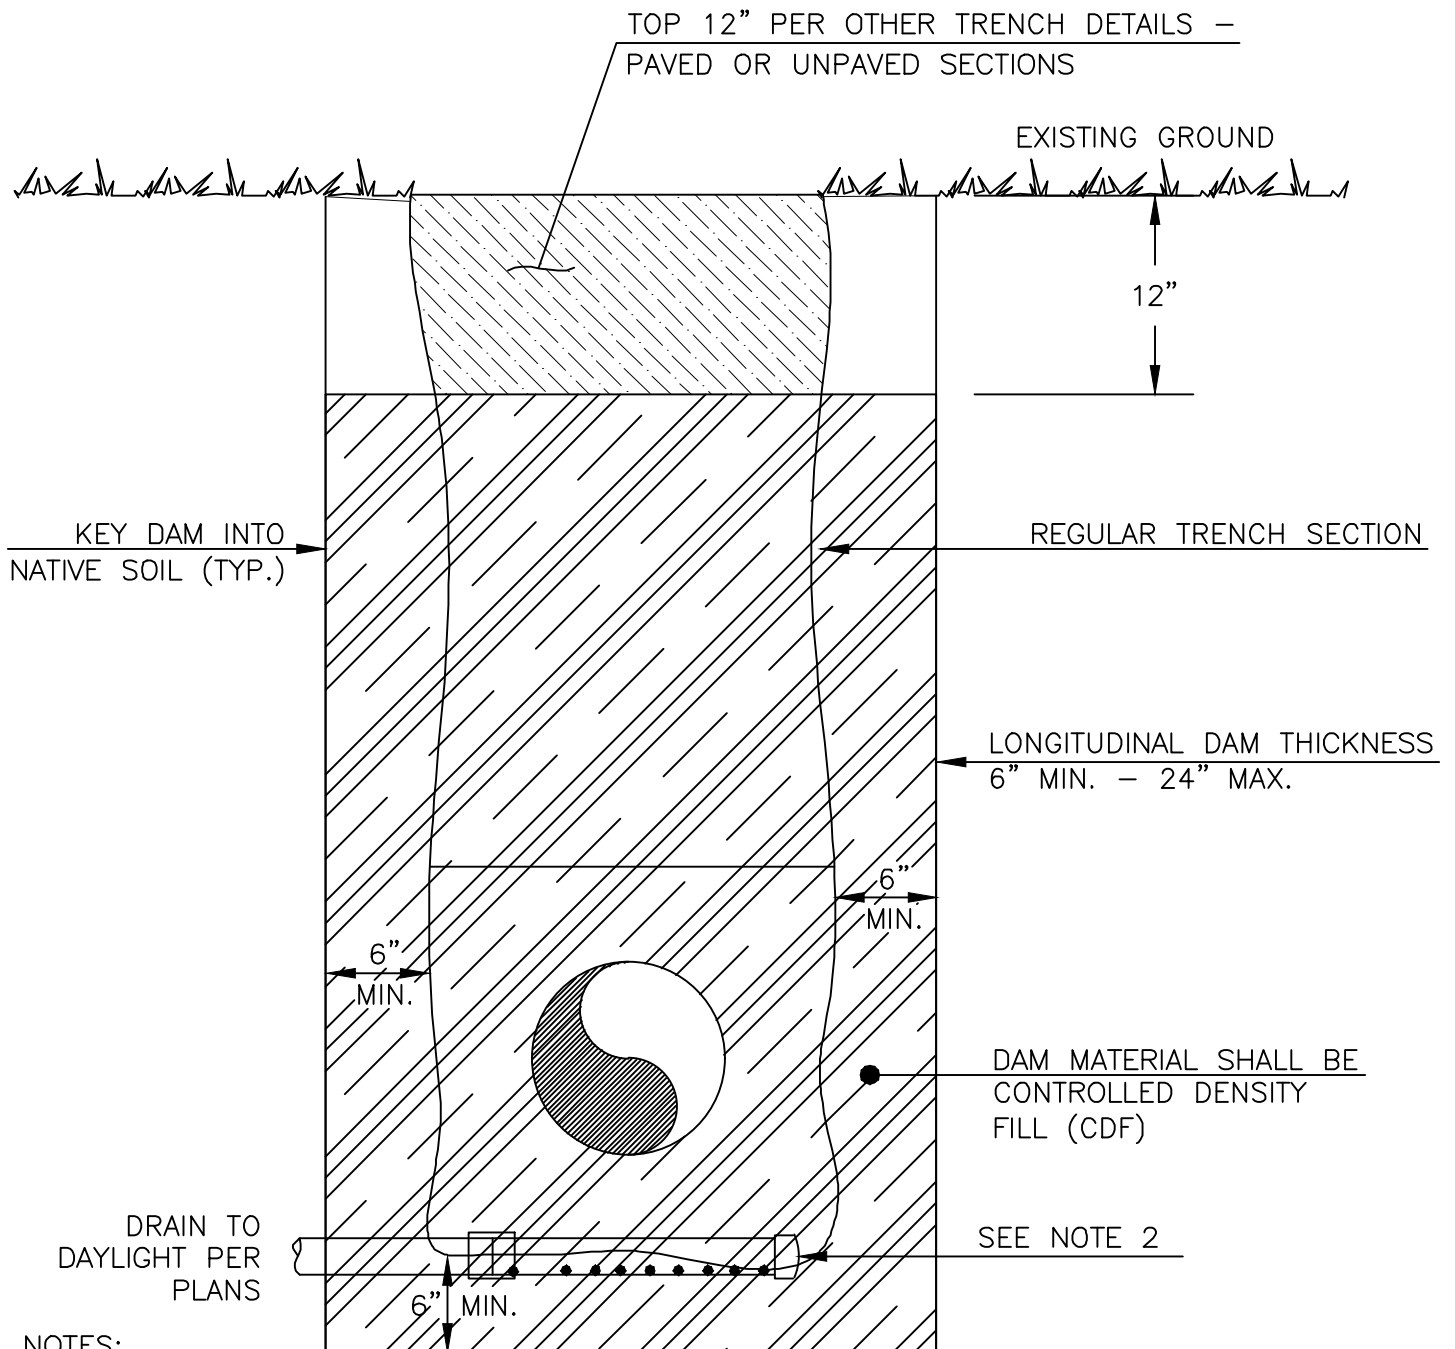 TOP 12” PER OTHER TRENCH DETAILS –
PAVED OR UNPAVED SECTIONS
EXISTING GROUND
12”
KEY DAM INTO
NATIVE SOIL (TYP.)
REGULAR TRENCH SECTION
LONGITUDINAL DAM THICKNESS
6” MIN. – 24” MAX.
6”
MIN.
6”
MIN.
DAM MATERIAL SHALL BE
CONTROLLED DENSITY
FILL (CDF)
DRAIN TO
DAYLIGHT PER
PLANS
SEE NOTE 2
6” MIN.
NOTES: